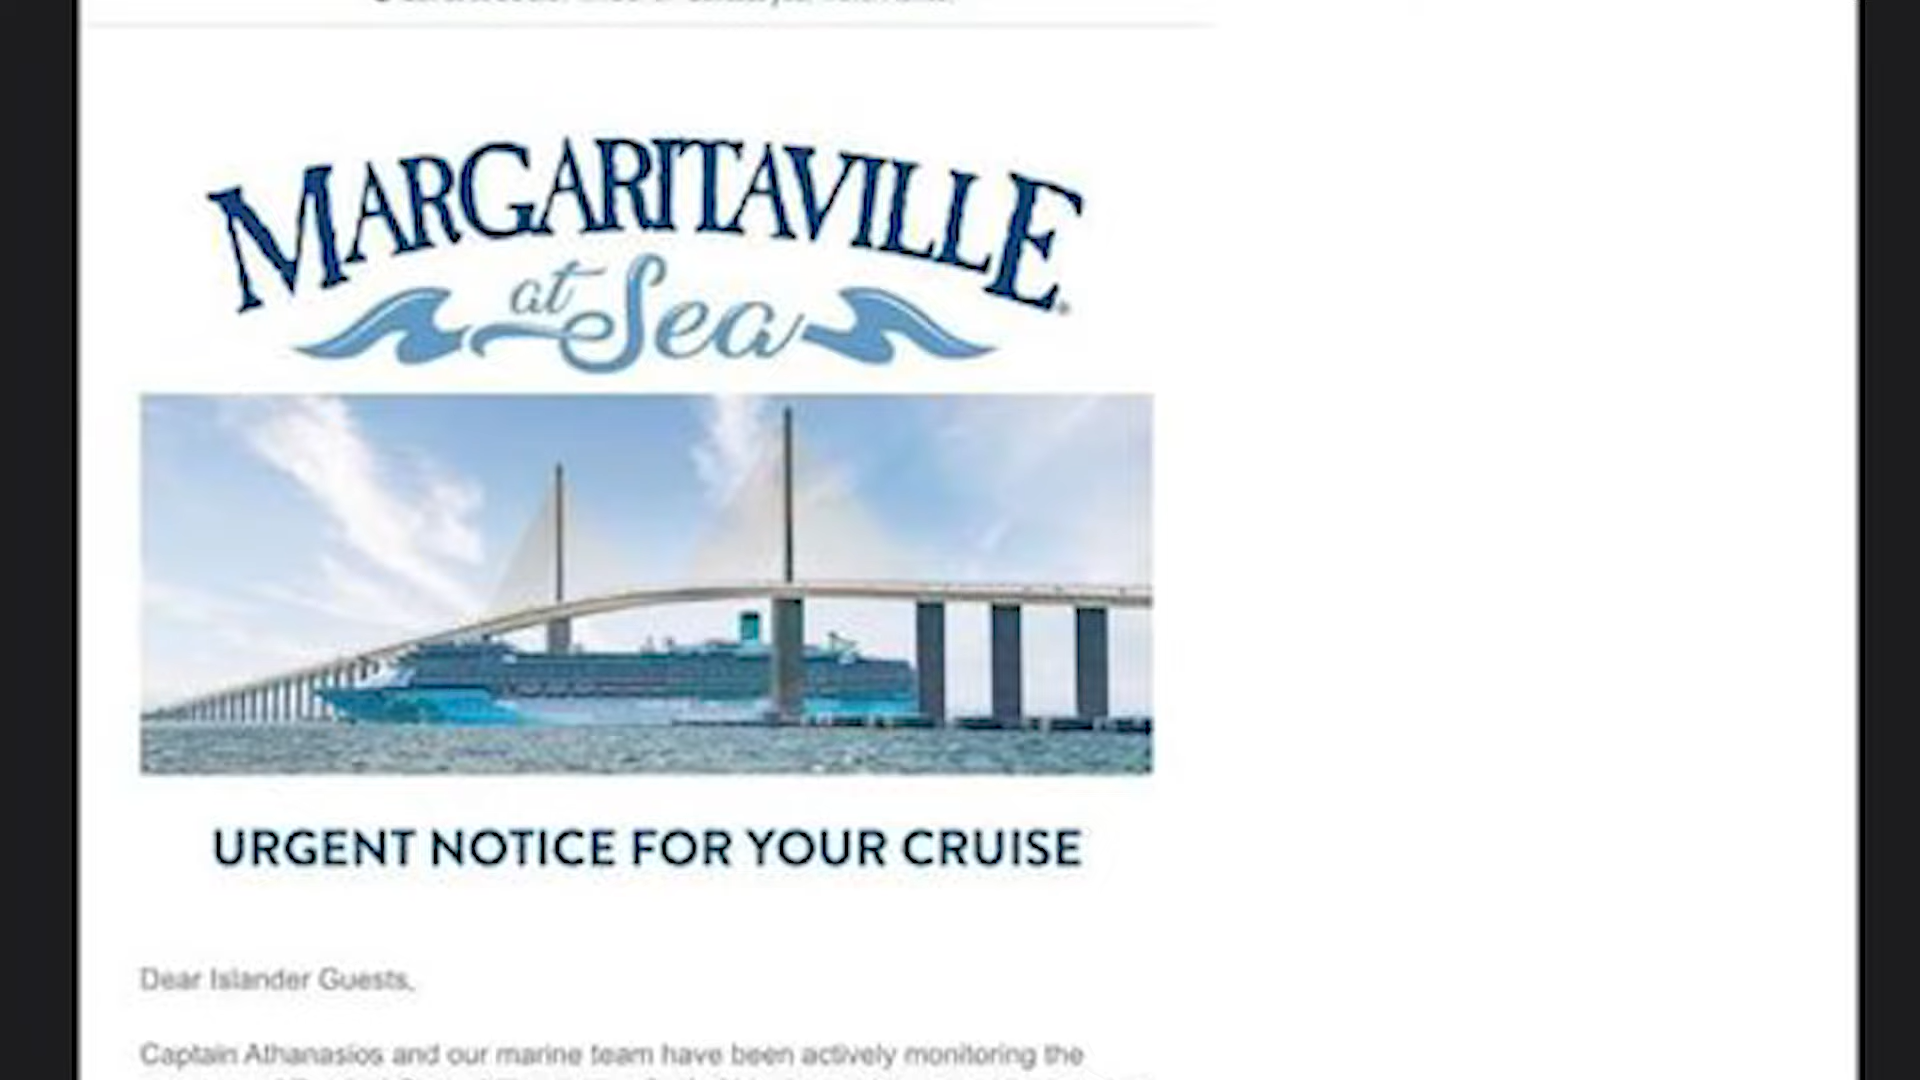 MARGARITAVILLE
at Sea
URGENT NOTICE FOR YOUR CRUISE
Dear Islander Guests,
Captain Athanasios and our marine team have been actively monitoring the